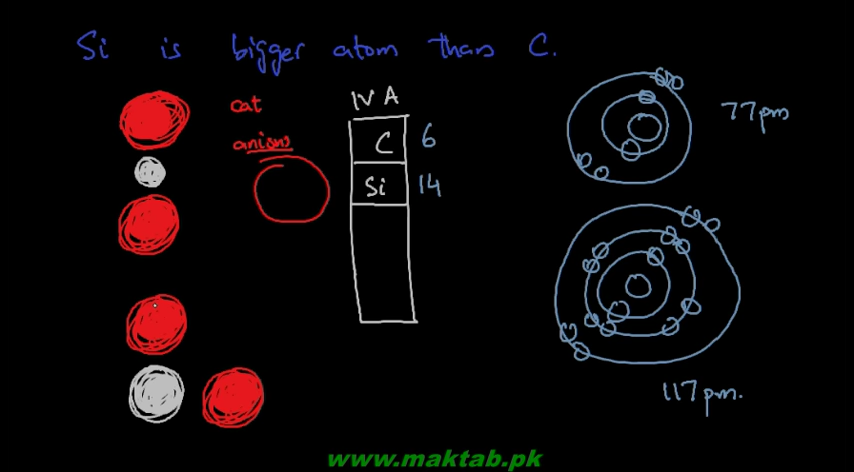 Si is bigger atom than C.
cat
anions
IV A
C 6
Si 14
77pm
117pm.
www.maktab.pk